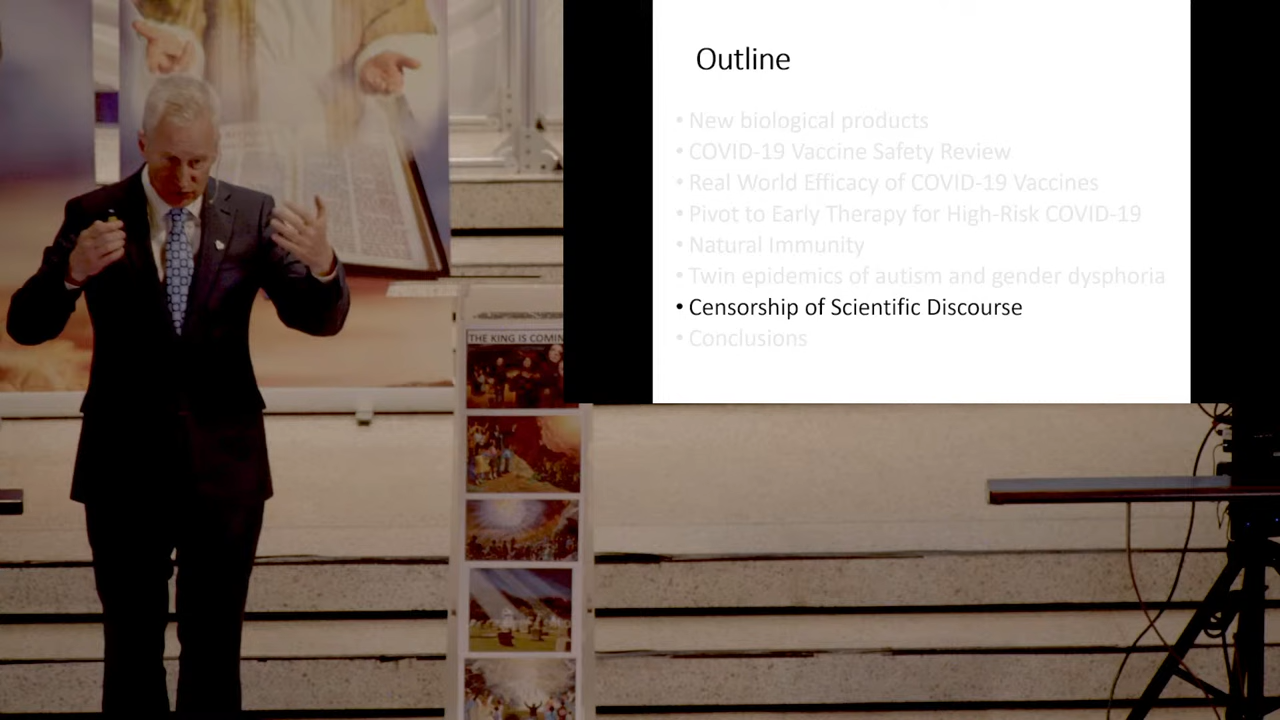 Outline
• New biological products
• COVID-19 Vaccine Safety Review
• Real World Efficacy of COVID-19 Vaccines
• Pivot to Early Therapy for High-Risk COVID-19
• Natural Immunity
• Twin epidemics of autism and gender dysphoria
• Censorship of Scientific Discourse
• Conclusions
THE KING IS COMIN